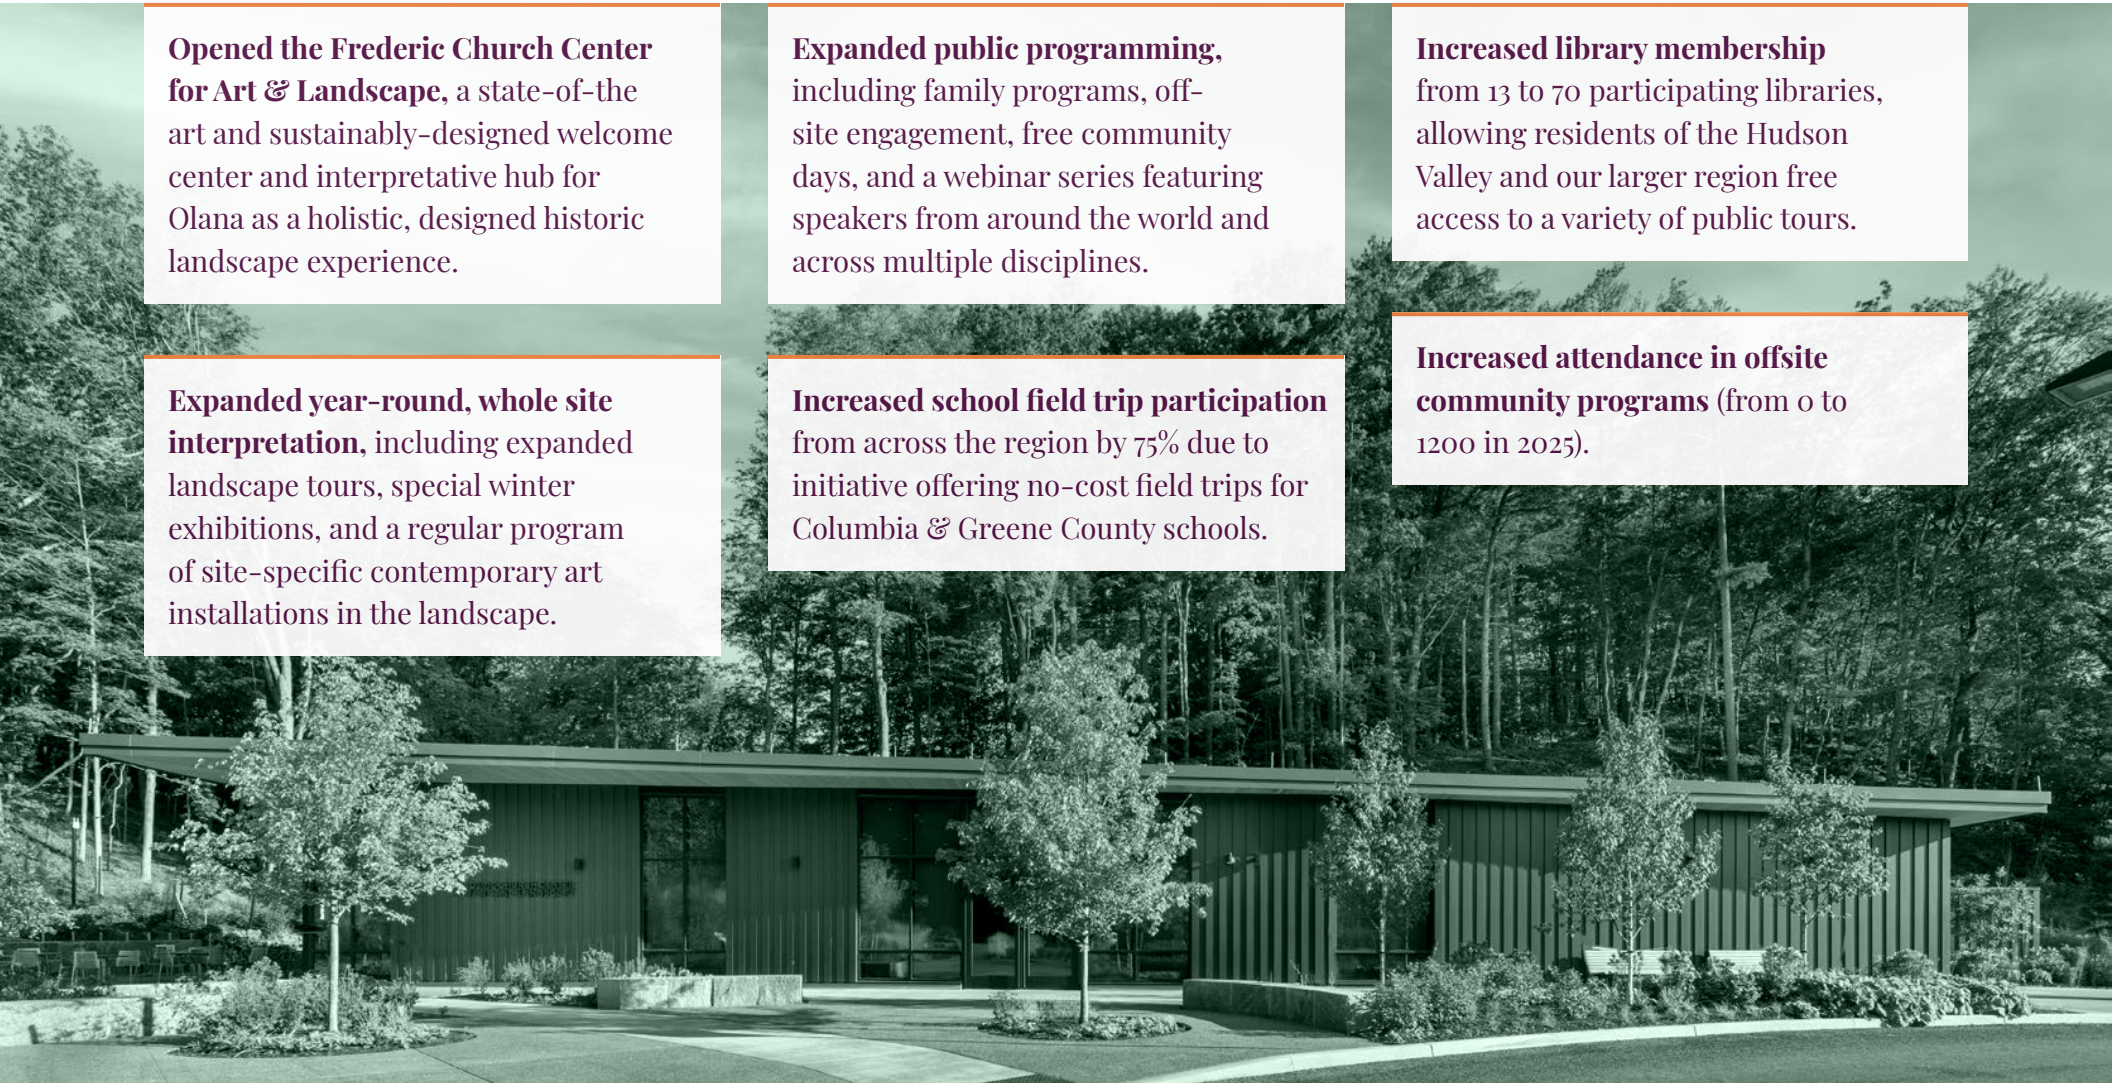 Opened the Frederic Church Center
for Art & Landscape, a state-of-the
art and sustainably-designed welcome
center and interpretative hub for
Olana as a holistic, designed historic
landscape experience.
Expanded year-round, whole site
interpretation, including expanded
landscape tours, special winter
exhibitions, and a regular program
of site-specific contemporary art
installations in the landscape.
Expanded public programming,
including family programs, off-
site engagement, free community
days, and a webinar series featuring
speakers from around the world and
across multiple disciplines.
Increased school field trip participation
from across the region by 75% due to
initiative offering no-cost field trips for
Columbia & Greene County schools.
Increased library membership
from 13 to 70 participating libraries,
allowing residents of the Hudson
Valley and our larger region free
access to a variety of public tours.
Increased attendance in offsite
community programs (from 0 to
1200 in 2025).